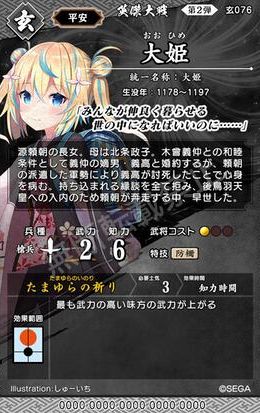 玄
平安
英傑大戦
第2弾
玄076
おお ひめ
大姫
統一名称：大姫
生没年：1178〜1197
「みんなが仲良く暮らせる
世の中になればいいのに……」
源頼朝の長女。母は北条政子。木曽義仲との和睦
条件として義仲の嫡男・義高と婚約するが、頼朝
の派遣した軍勢により義高が討死したことで心身
を病む。持ち込まれる縁談を全て拒み、後鳥羽天
皇への入内のため頼朝が奔走する中、早世した。
兵種 武力 知力 武将コスト
槍兵 2 6 特技 防柵
たまゆらのいのり 必要士気 効果時間
たまゆらの祈り 3 知力時間
効果範囲
最も武力の高い味方の武力が上がる
Illustration:しゅーいち
©SEGA
0000-0000-0000-0000-0000